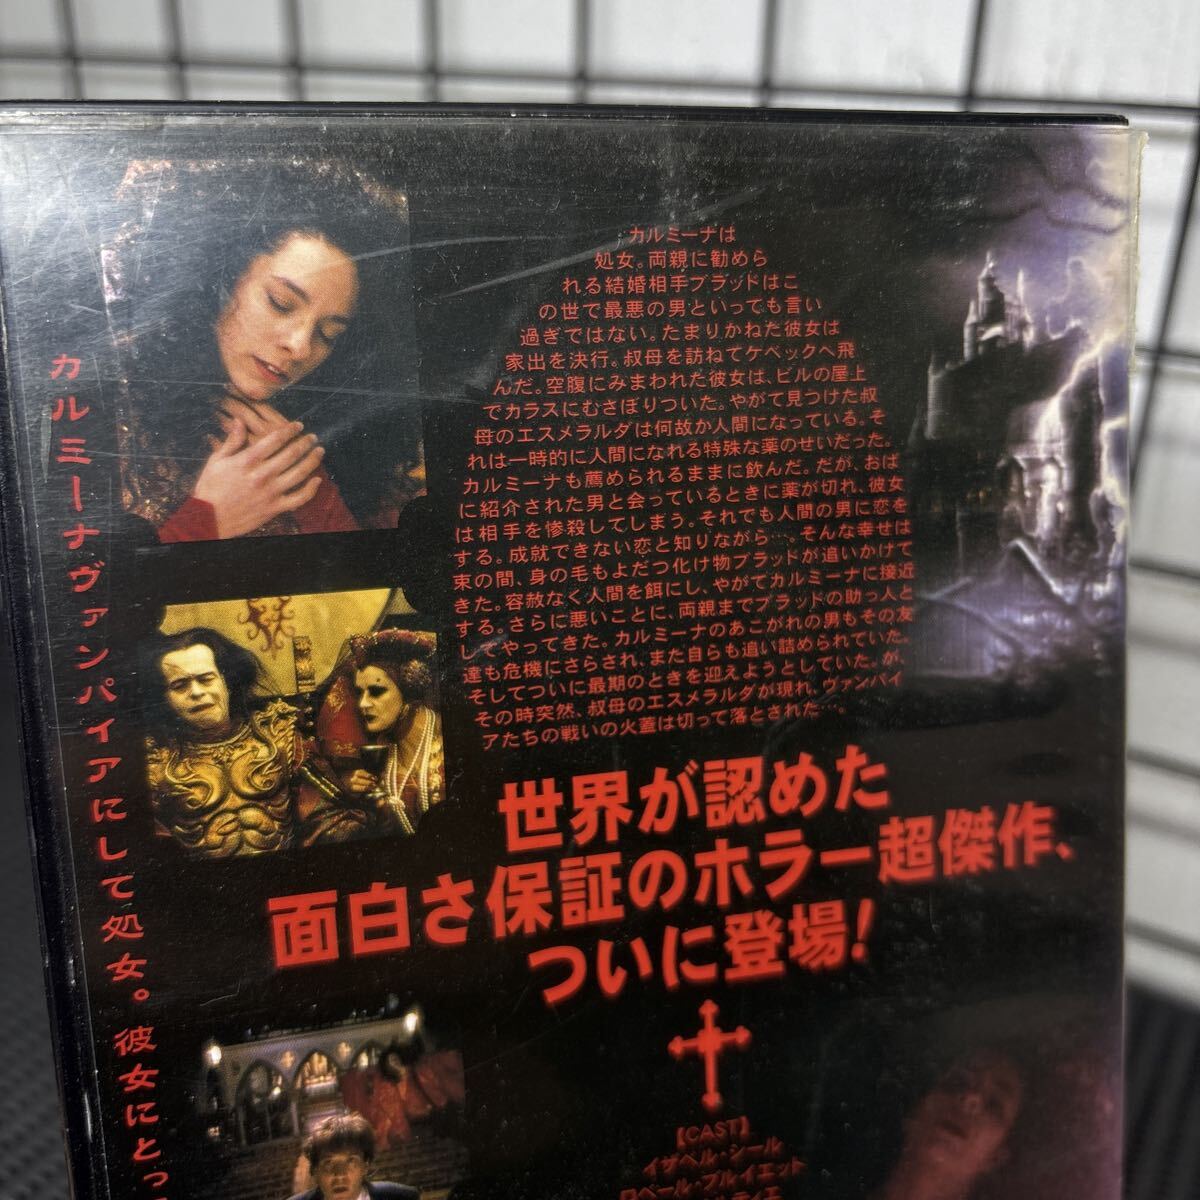 カルミーナヴァンパイアにして処女。彼女にとっ
カルミーナは
処女。両親に勧めら
れる結婚相手ブラッドはこ
の世で最悪の男といっても言い
過ぎではない。たまりかねた彼女は
家出を決行。叔母を訪ねてケベックへ飛
んだ。空腹にみまわれた彼女は、ビルの屋上
でカラスにむさぼりついた。やがて見つけた叔
母のエスメラルダは何故か人間になっている。そ
れは一時的に人間になれる特殊な薬のせいだった。
カルミーナも薦められるままに飲んだ。だが、おば
に紹介された男と会っているときに薬が切れ、彼女
は相手を惨殺してしまう。それでも人間の男に恋を
する。成就できない恋と知りながら…。そんな幸せは
束の間、身の毛もよだつ化け物ブラッドが追いかけて
きた。容赦なく人間を餌にし、やがてカルミーナに接近
する。さらに悪いことに、両親までブラッドの助っ人と
してやってきた。カルミーナのあこがれの男もその友
達も危機にさらされ、また自らも追い詰められていた。
そしてついに最期のときを迎えようとしていた。が、
その時突然、叔母のエスメラルダが現れ、ヴァンパイ
アたちの戦いの火蓋は切って落とされた…。
世界が認めた
面白さ保証のホラー超傑作、
ついに登場!
【CAST】
イザベル・シール
ロベール・ブルイエット